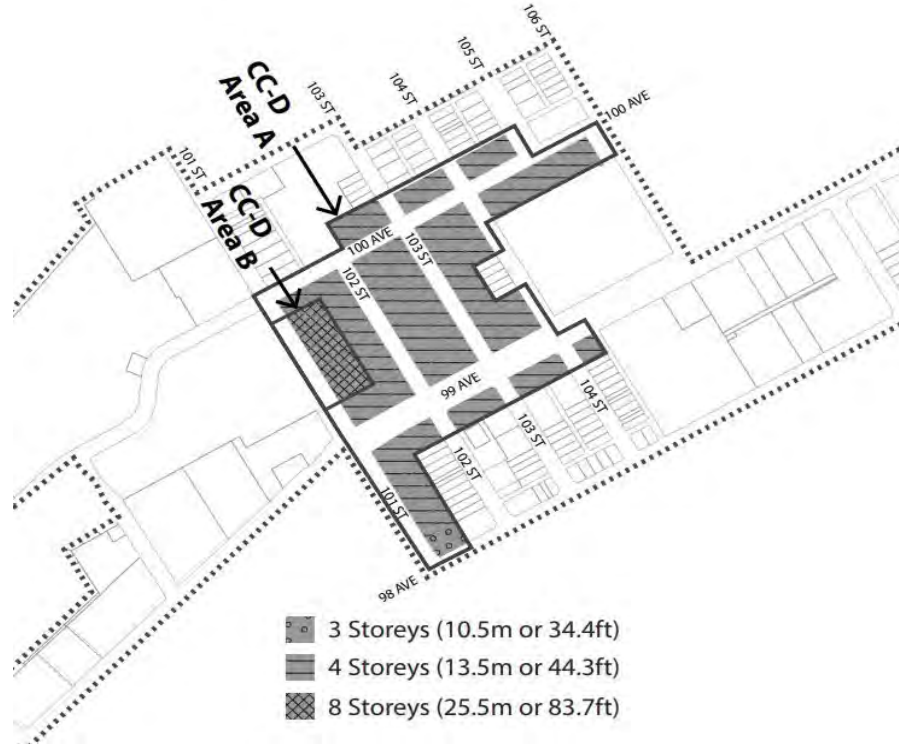 106 ST
105 ST
104 ST
103 ST
101 ST
CC-D
Area A
CC-D
Area B
100 AVE
100 AVE
103 ST
102 ST
99 AVE
104 ST
103 ST
102 ST
101 ST
98 AVE
3 Storeys (10.5m or 34.4ft)
4 Storeys (13.5m or 44.3ft)
8 Storeys (25.5m or 83.7ft)